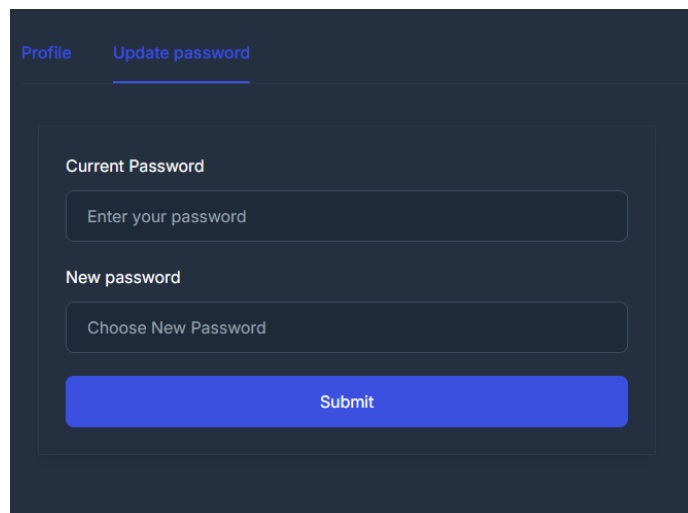 Profile Update password
Current Password
Enter your password
New password
Choose New Password
Submit